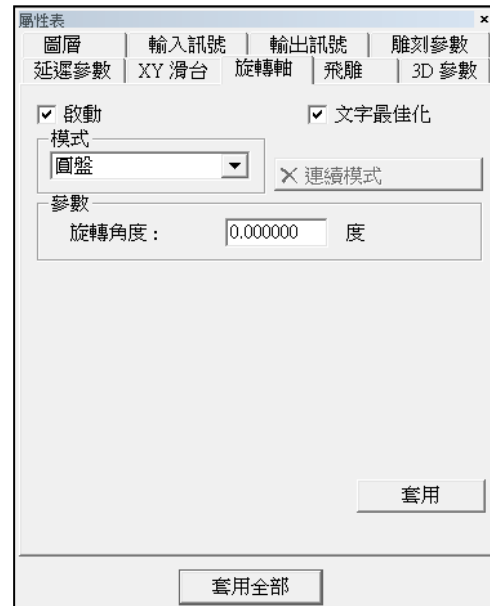 屬性表 ×
圖層 輸入訊號 輸出訊號 雕刻參數
延遲參數 XY 滑台 旋轉軸 飛雕 3D 參數
啟動 文字最佳化
模式
圓盤 連續模式
參數
旋轉角度： 0.000000 度
套用
套用全部